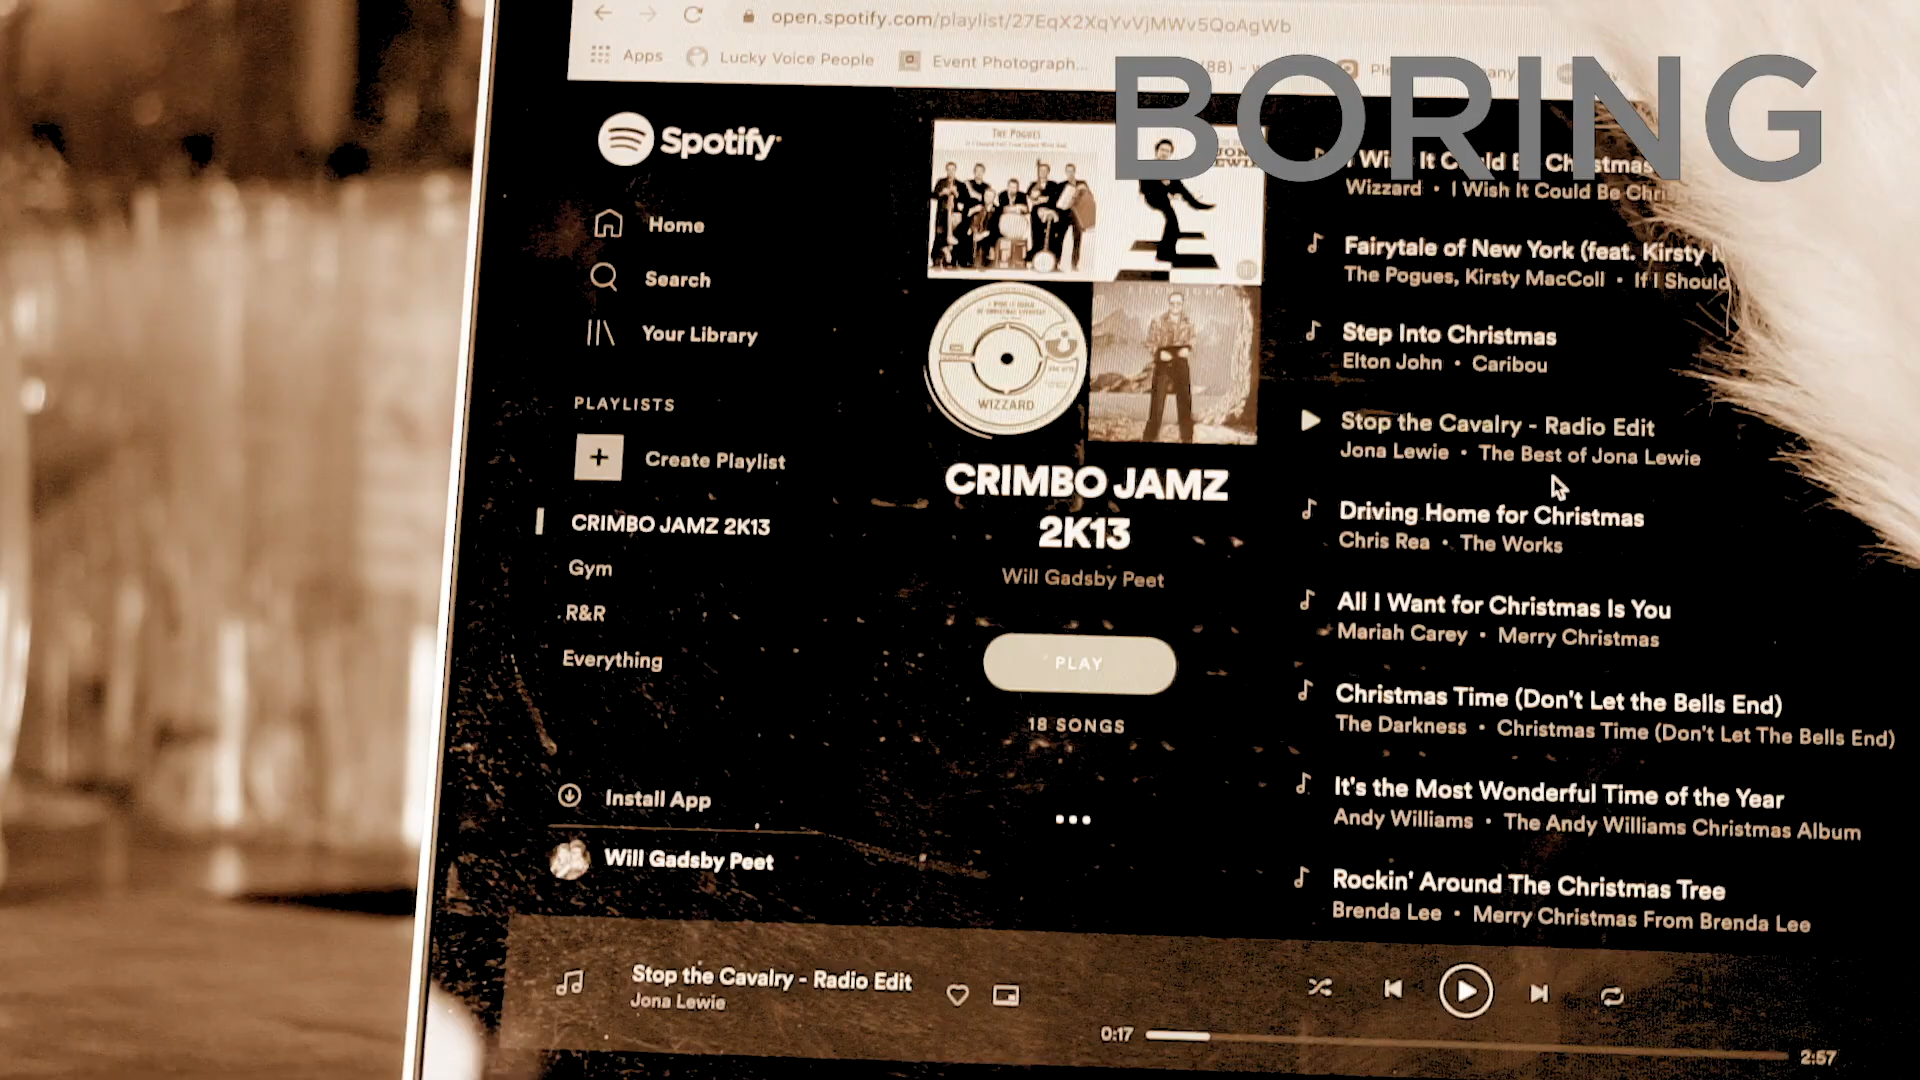 open.spotify.com/playlist/27EqX2XqYvVjMWv5QoAgWb
Apps Lucky Voice People Event Photograph...
BORING
Spotify
Home
Search
Your Library
PLAYLISTS
Create Playlist
CRIMBO JAMZ 2K13
Gym
R&R
Everything
Install App
Will Gadsby Peet
THE POGUES
WIZZARD
CRIMBO JAMZ
2K13
Will Gadsby Peet
PLAY
18 SONGS
It Christmas
Wizzard • I Wish It Could Be
Fairytale of New York (feat. Kirsty
The Pogues, Kirsty MacColl • If I Should
Step Into Christmas
Elton John • Caribou
Stop the Cavalry - Radio Edit
Jona Lewie • The Best of Jona Lewie
Driving Home for Christmas
Chris Rea • The Works
All I Want for Christmas Is You
Mariah Carey • Merry Christmas
Christmas Time (Don't Let the Bells End)
The Darkness • Christmas Time (Don't Let The Bells End)
It's the Most Wonderful Time of the Year
Andy Williams • The Andy Williams Christmas Album
Rockin' Around The Christmas Tree
Brenda Lee • Merry Christmas From Brenda Lee
Stop the Cavalry - Radio Edit
Jona Lewie
0:17
2:57